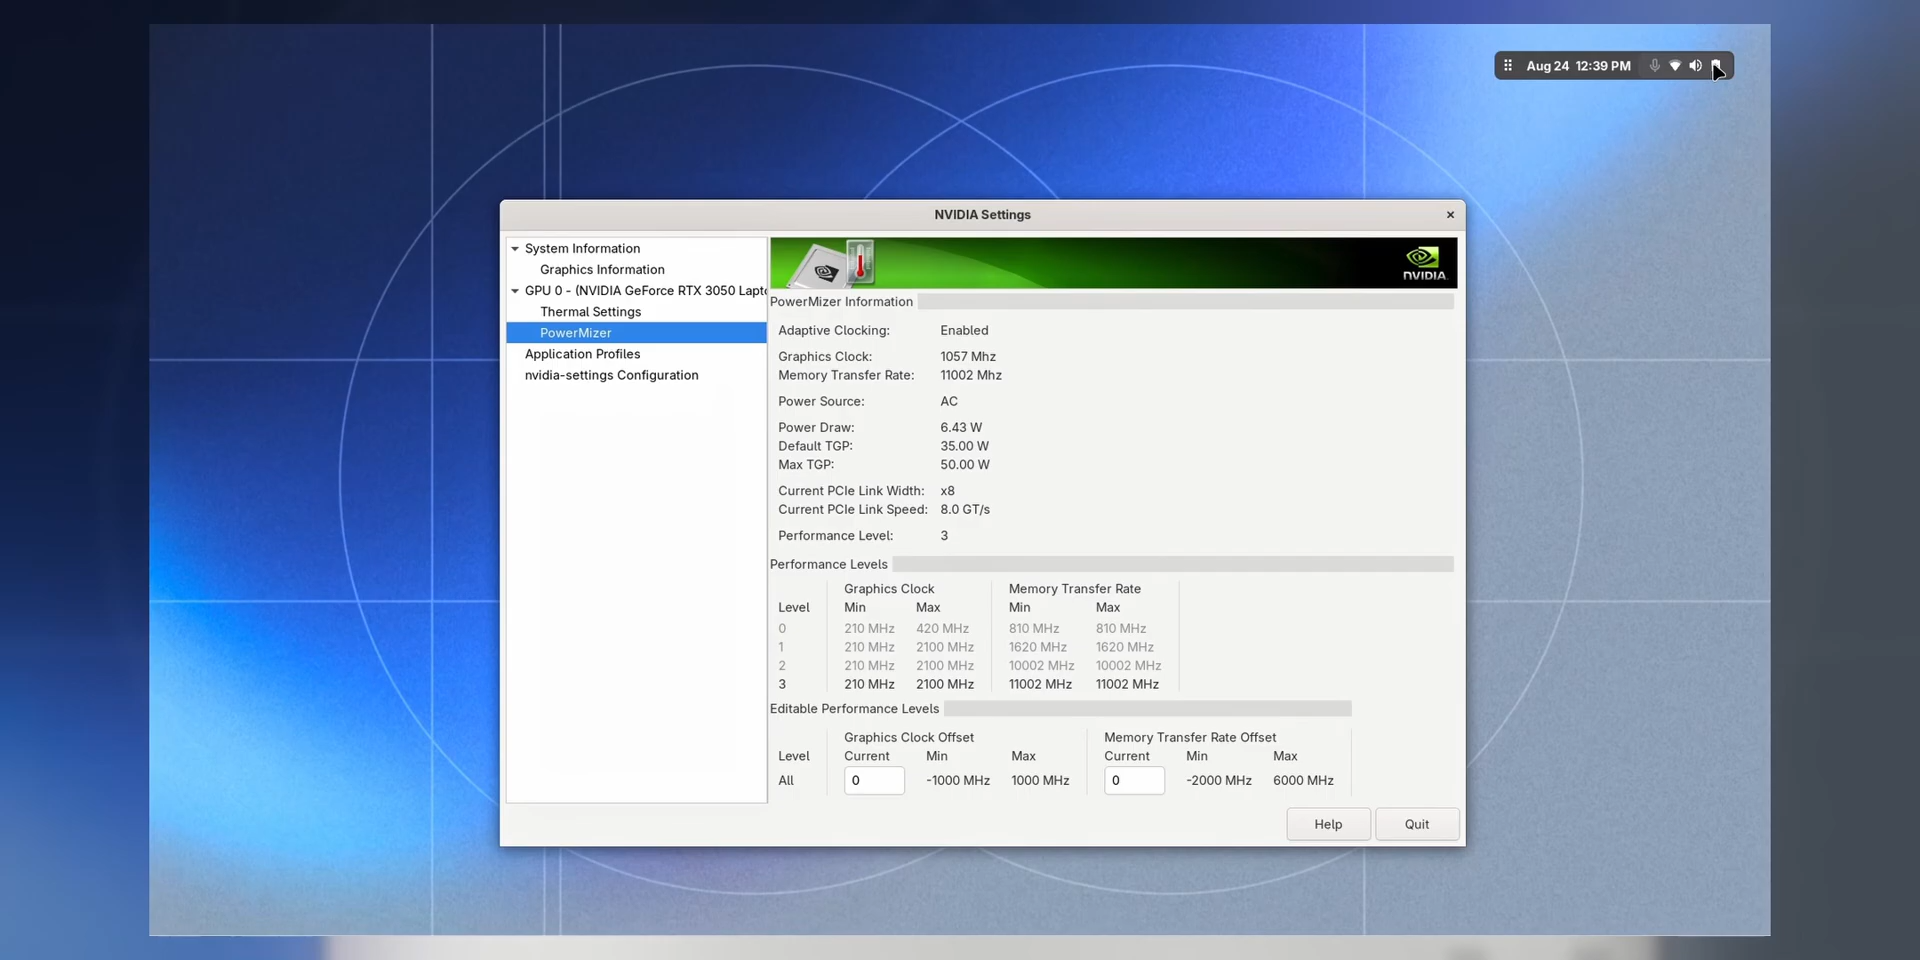 Aug 24 12:39 PM
NVIDIA Settings
System Information
Graphics Information
GPU 0 - (NVIDIA GeForce RTX 3050 Lapto
Thermal Settings
PowerMizer
Application Profiles
nvidia-settings Configuration
NVIDIA.
PowerMizer Information
Adaptive Clocking: Enabled
Graphics Clock: 1057 Mhz
Memory Transfer Rate: 11002 Mhz
Power Source: AC
Power Draw: 6.43 W
Default TGP: 35.00 W
Max TGP: 50.00 W
Current PCIe Link Width: x8
Current PCIe Link Speed: 8.0 GT/s
Performance Level: 3
Performance Levels
Graphics Clock Memory Transfer Rate
Level Min Max Min Max
0 210 MHz 420 MHz 810 MHz 810 MHz
1 210 MHz 2100 MHz 1620 MHz 1620 MHz
2 210 MHz 2100 MHz 10002 MHz 10002 MHz
3 210 MHz 2100 MHz 11002 MHz 11002 MHz
Editable Performance Levels
Graphics Clock Offset Memory Transfer Rate Offset
Level Current Min Max Current Min Max
All 0 -1000 MHz 1000 MHz 0 -2000 MHz 6000 MHz
Help Quit